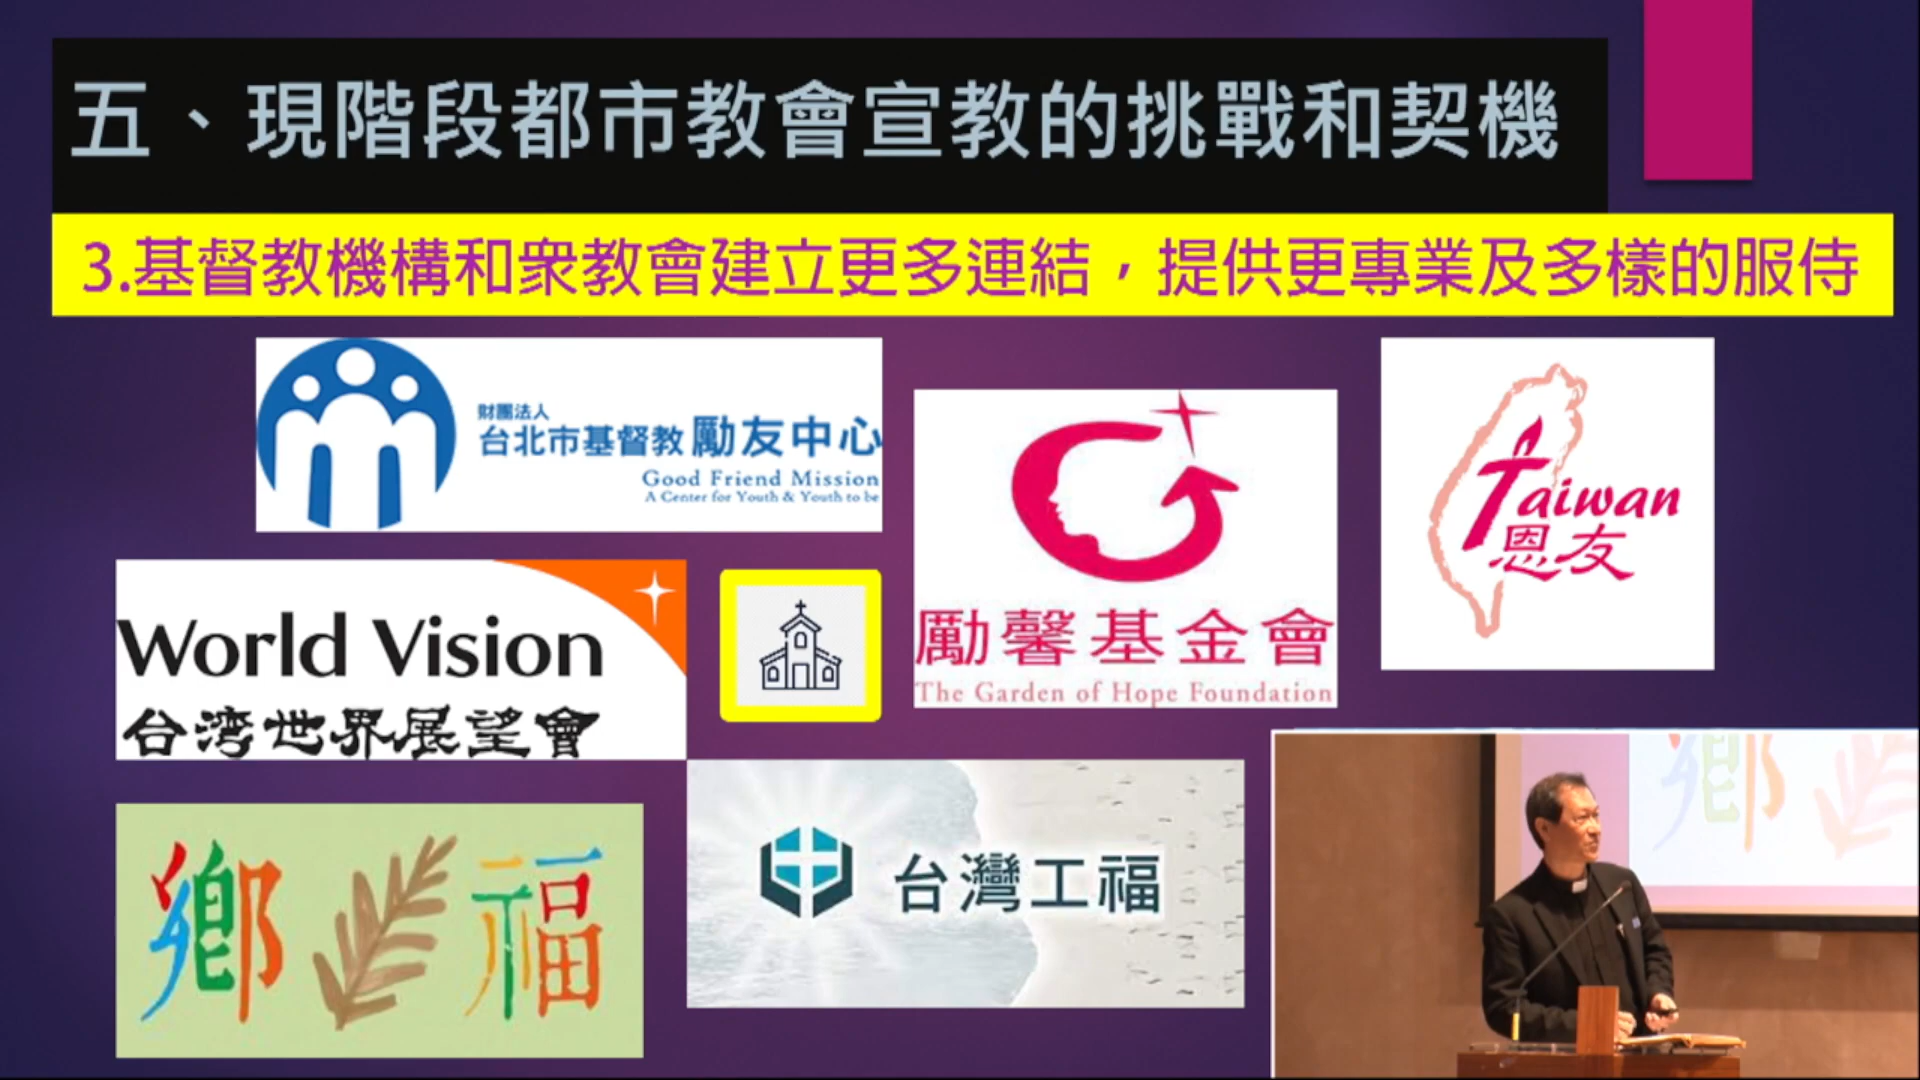 五、現階段都市教會宣教的挑戰和契機
3.基督教機構和眾教會建立更多連結，提供更專業及多樣的服侍
財團法人
台北市基督教勵友中心
Good Friend Mission
A Center for Youth & Youth to be
勵馨基金會
The Garden of Hope Foundation
Taiwan
恩友
World Vision
台湾世界展望會
鄉福
台灣工福
鄉